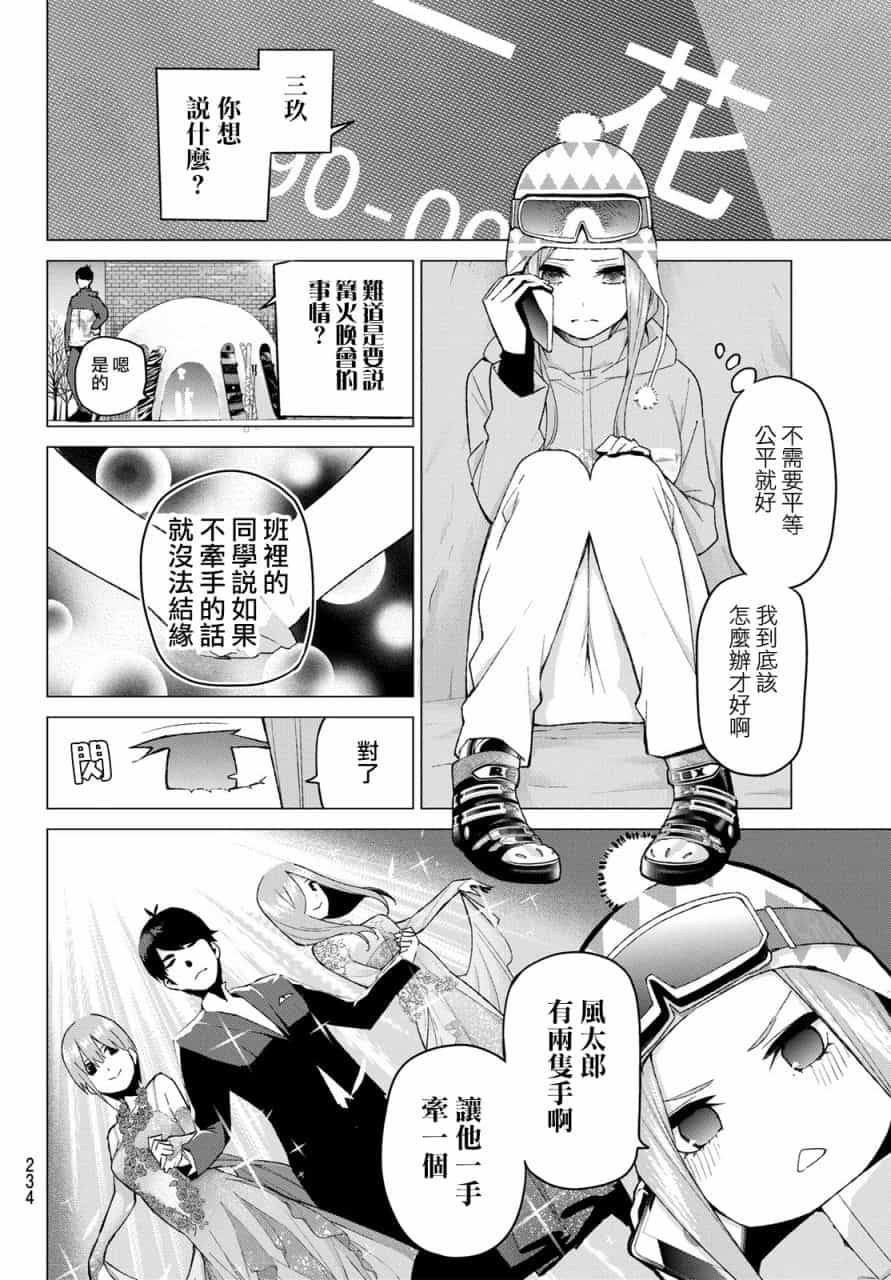 一花
90-00
三玖
你想
說什麼？
不需要平等
公平就好
我到底該
怎麼辦才好啊
難道是要說
篝火晚會的
事情？
嗯
是的
班裡的
同學說如果
不牽手的話
就沒法結緣
對了
閃
REX
風太郎
有兩隻手啊
讓他一手
牽一個
234